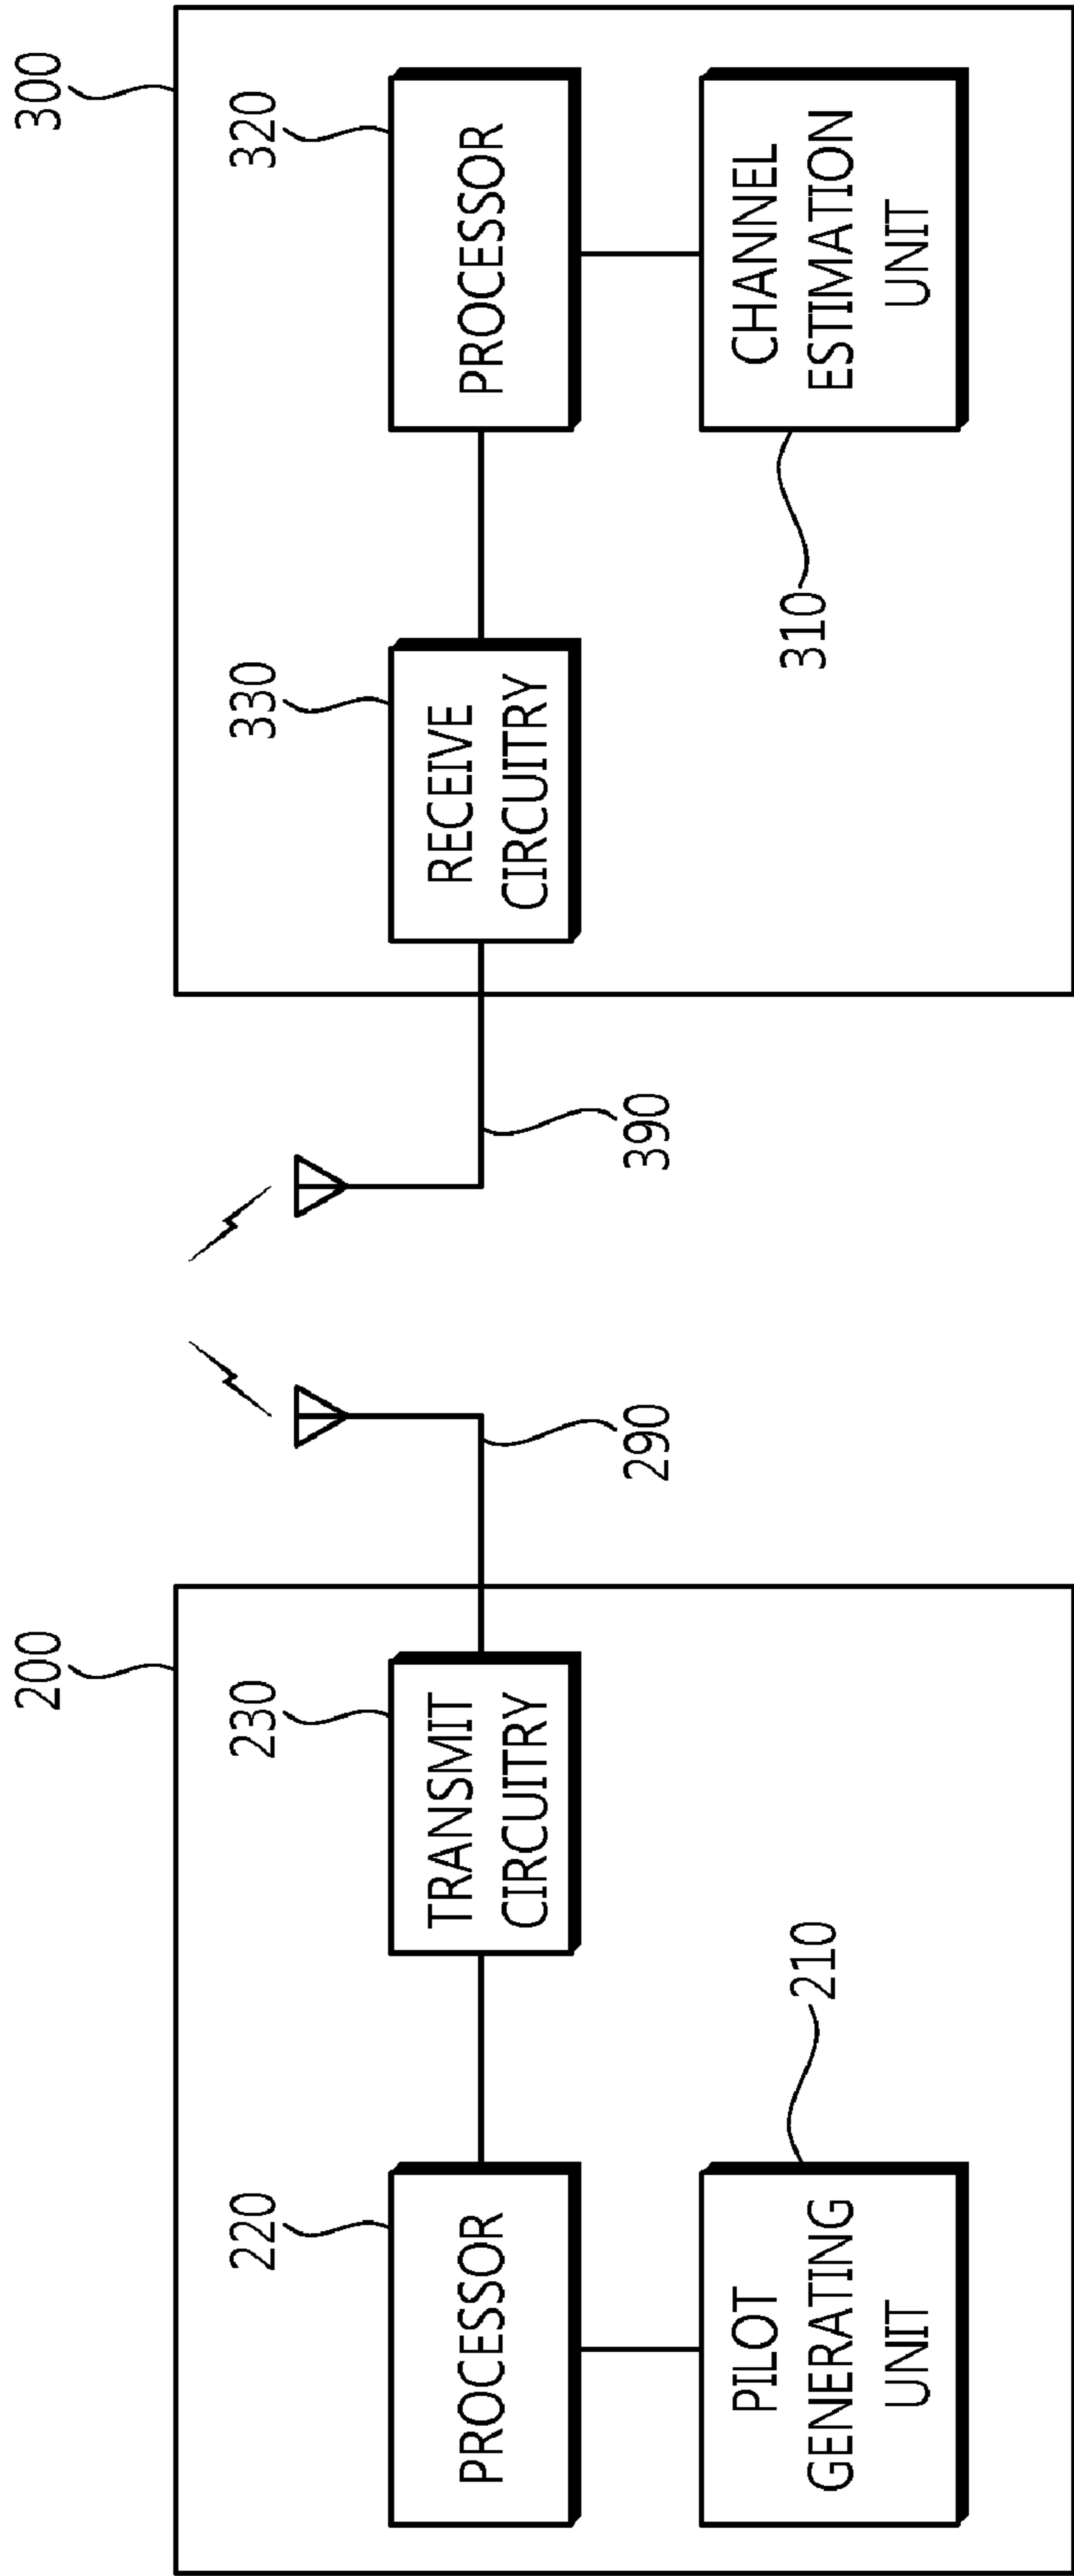 200
300
220
230
330
320
PROCESSOR
TRANSMIT
CIRCUITRY
RECEIVE
CIRCUITRY
PROCESSOR
290
390
210
310
PILOT
GENERATING
UNIT
CHANNEL
ESTIMATION
UNIT